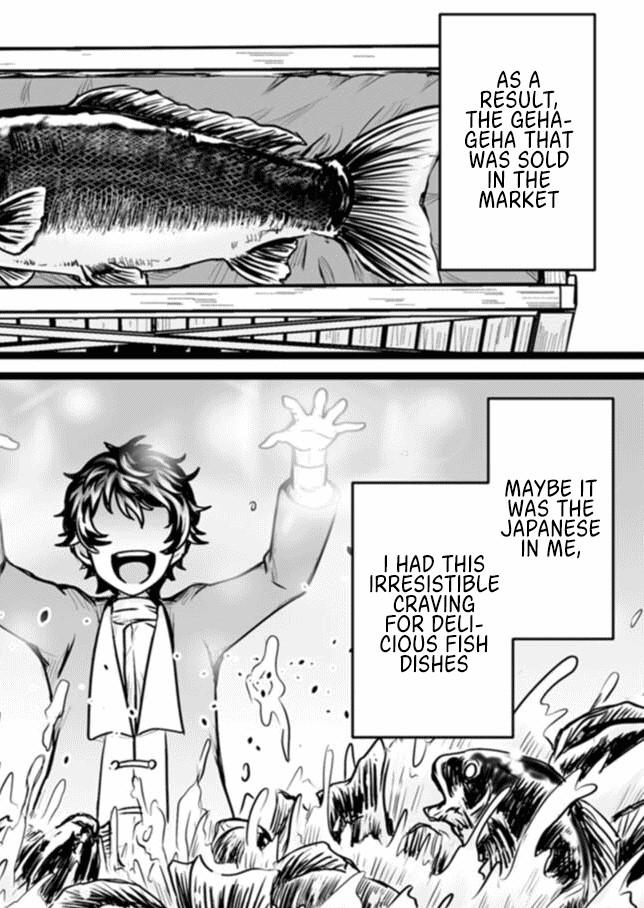 AS A
RESULT,
THE GEHA-
GEHA THAT
WAS SOLD
IN THE
MARKET
MAYBE IT
WAS THE
JAPANESE
IN ME,
I HAD THIS
IRRESISTIBLE
CRAVING
FOR DELI-
CIOUS FISH
DISHES